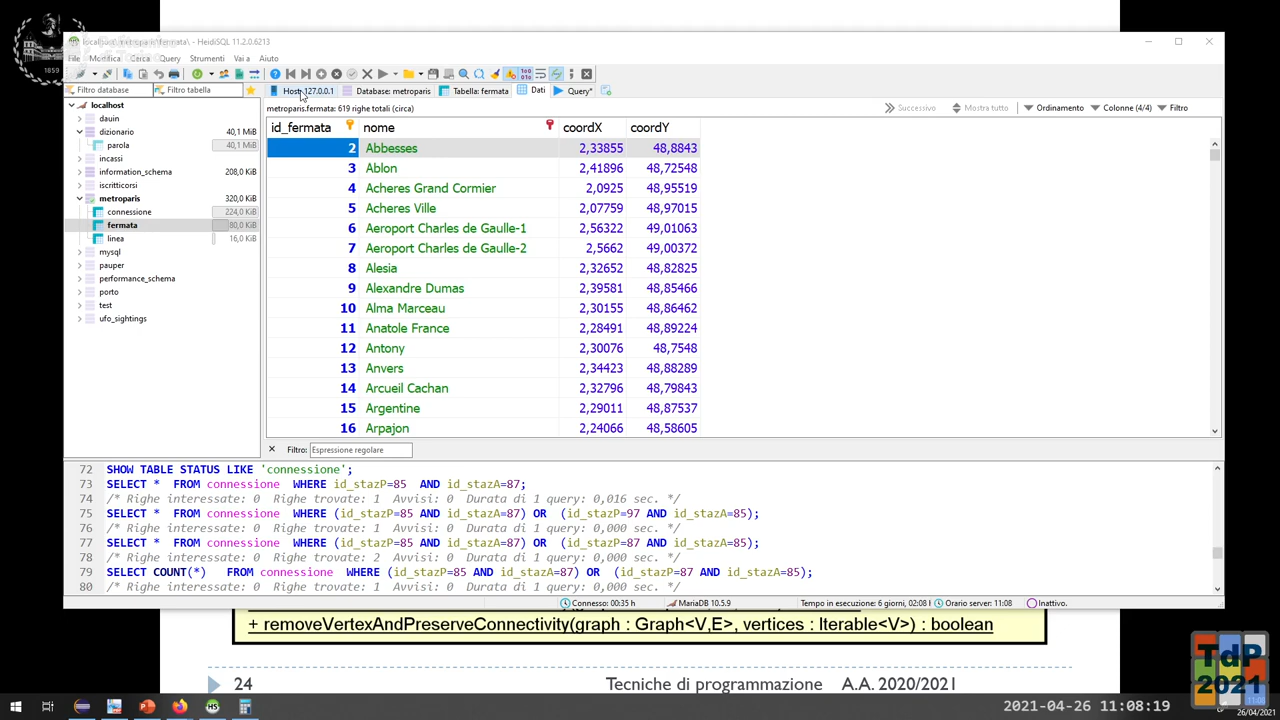 localhost\metroparis\fermata\ - HeidiSQL 11.2.0.6213
File Modifica Cerca Query Strumenti Vai a Aiuto
Filtro database Filtro tabella
Host: 127.0.0.1 Database: metroparis Tabella: fermata Dati Query*
metroparis.fermata: 619 righe totali (circa) Successivo Mostra tutto Ordinamento Colonne (4/4) Filtro
localhost
dauin
dizionario 40,1 MiB
parola 40,1 MiB
incassi
information_schema 208,0 KiB
iscritticorsi
metroparis 320,0 KiB
connessione 224,0 KiB
fermata 80,0 KiB
linea 16,0 KiB
mysql
pauper
performance_schema
porto
test
ufo_sightings
id_fermata nome coordX coordY
2 Abbesses 2,33855 48,8843
3 Ablon 2,41896 48,72548
4 Acheres Grand Cormier 2,0925 48,95519
5 Acheres Ville 2,07759 48,97015
6 Aeroport Charles de Gaulle-1 2,56322 49,01063
7 Aeroport Charles de Gaulle-2 2,5662 49,00372
8 Alesia 2,32652 48,82825
9 Alexandre Dumas 2,39581 48,85466
10 Alma Marceau 2,30155 48,86462
11 Anatole France 2,28491 48,89224
12 Antony 2,30076 48,7548
13 Anvers 2,34423 48,88289
14 Arcueil Cachan 2,32796 48,79843
15 Argentine 2,29011 48,87537
16 Arpajon 2,24066 48,58605
Filtro: Espressione regolare
72 SHOW TABLE STATUS LIKE 'connessione';
73 SELECT * FROM connessione WHERE id_stazP=85 AND id_stazA=87;
74 /* Righe interessate: 0 Righe trovate: 1 Avvisi: 0 Durata di 1 query: 0,016 sec. */
75 SELECT * FROM connessione WHERE (id_stazP=85 AND id_stazA=87) OR (id_stazP=97 AND id_stazA=85);
76 /* Righe interessate: 0 Righe trovate: 1 Avvisi: 0 Durata di 1 query: 0,000 sec. */
77 SELECT * FROM connessione WHERE (id_stazP=85 AND id_stazA=87) OR (id_stazP=87 AND id_stazA=85);
78 /* Righe interessate: 0 Righe trovate: 2 Avvisi: 0 Durata di 1 query: 0,000 sec. */
79 SELECT COUNT(*) FROM connessione WHERE (id_stazP=85 AND id_stazA=87) OR (id_stazP=87 AND id_stazA=85);
80 /* Righe interessate: 0 Righe trovate: 1 Avvisi: 0 Durata di 1 query: 0,000 sec. */
Connesso: 00:35 h MariaDB 10.5.9 Tempo in esecuzione: 6 giorni, 02:08 h Orario server: 11:08 Inattivo.
+ removeVertexAndPreserveConnectivity(graph : Graph<V,E>, vertices : Iterable<V>) : boolean
24 Tecniche di programmazione A.A. 2020/2021
TdP
2021
2021-04-26 11:08:19
26/04/2021
1859